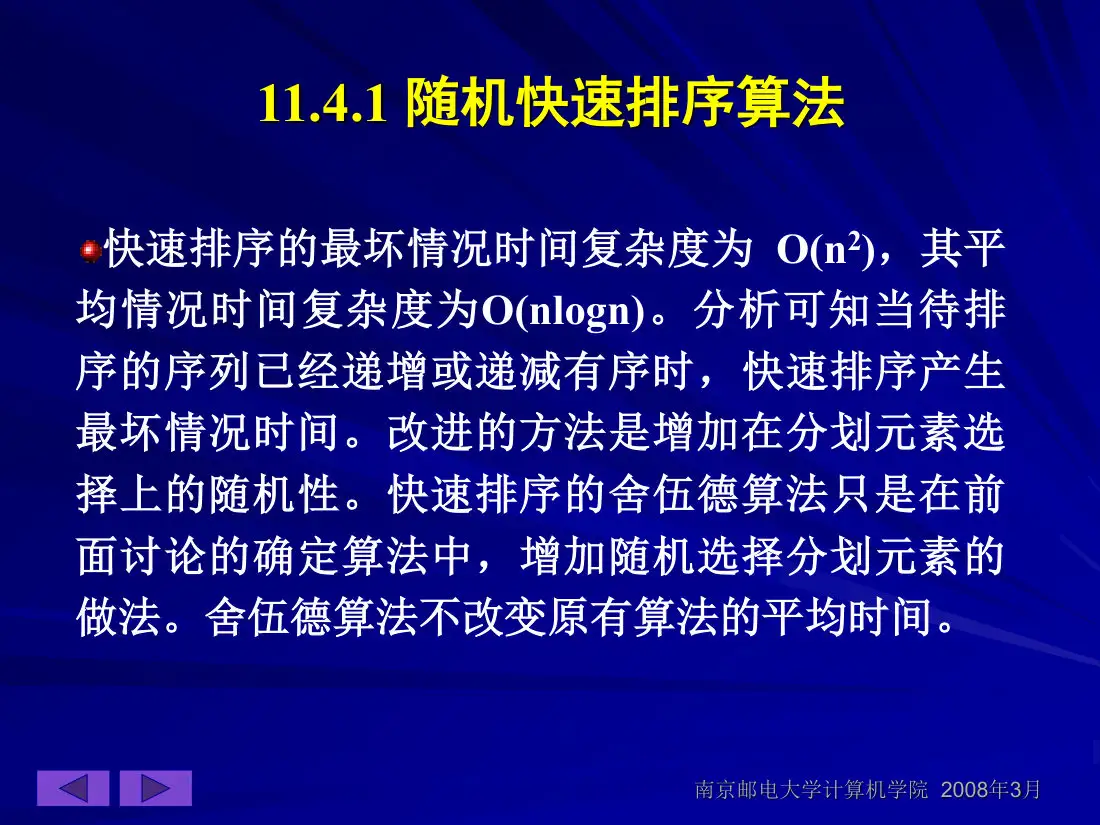 11.4.1 随机快速排序算法
快速排序的最坏情况时间复杂度为 O(n²)，其平
均情况时间复杂度为O(nlogn)。分析可知当待排
序的序列已经递增或递减有序时，快速排序产生
最坏情况时间。改进的方法是增加在分划元素选
择上的随机性。快速排序的舍伍德算法只是在前
面讨论的确定算法中，增加随机选择分划元素的
做法。舍伍德算法不改变原有算法的平均时间。
南京邮电大学计算机学院 2008年3月